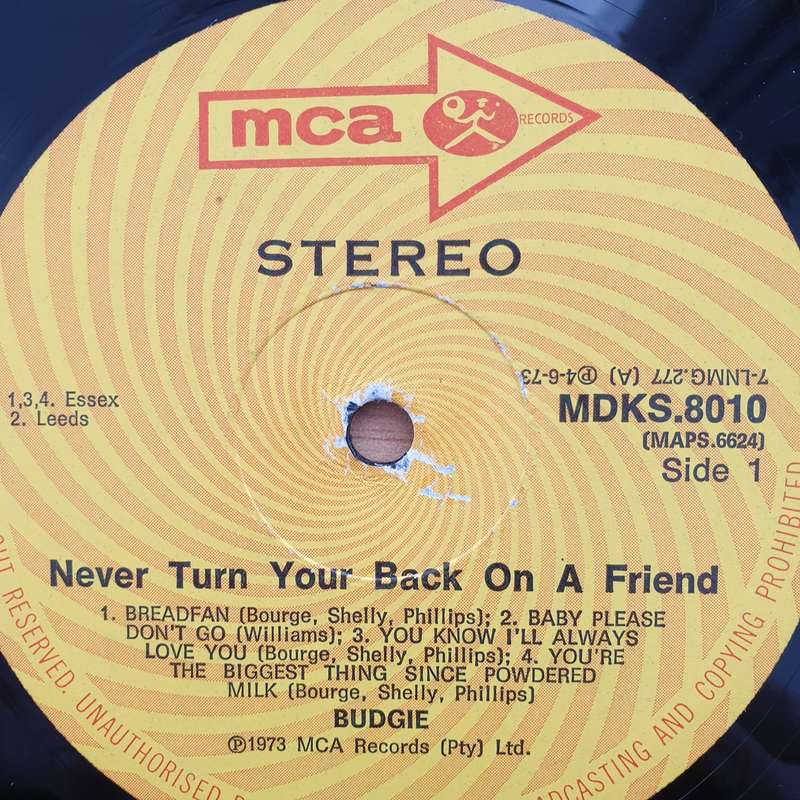 mca RECORDS
STEREO
7-LNMG.277 (A) ℗4-6-73
1,3,4. Essex
2. Leeds
MDKS.8010
(MAPS.6624)
Side 1
Never Turn Your Back On A Friend
1. BREADFAN (Bourge, Shelly, Phillips); 2. BABY PLEASE
DON'T GO (Williams); 3. YOU KNOW I'LL ALWAYS
LOVE YOU (Bourge, Shelly, Phillips); 4. YOU'RE
THE BIGGEST THING SINCE POWDERED
MILK (Bourge, Shelly, Phillips)
BUDGIE
℗1973 MCA Records (Pty) Ltd.
RESERVED. UNAUTHORISED
AND COPYING PROHIBITED